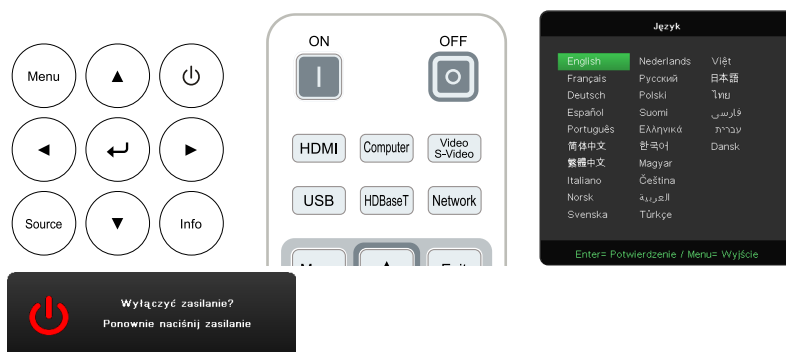 Menu
Source
Info
ON
OFF
HDMI
Computer
Video
S-Video
USB
HDBaseT
Network
Język
English Nederlands Việt
Français Русский 日本語
Deutsch Polski ไทย
Español Suomi فارسی
Português Ελληνικά עברית
简体中文 한국어 Dansk
繁體中文 Magyar
Italiano Čeština
Norsk العربية
Svenska Türkçe
Enter= Potwierdzenie / Menu= Wyjście
Wyłączyć zasilanie?
Ponownie naciśnij zasilanie